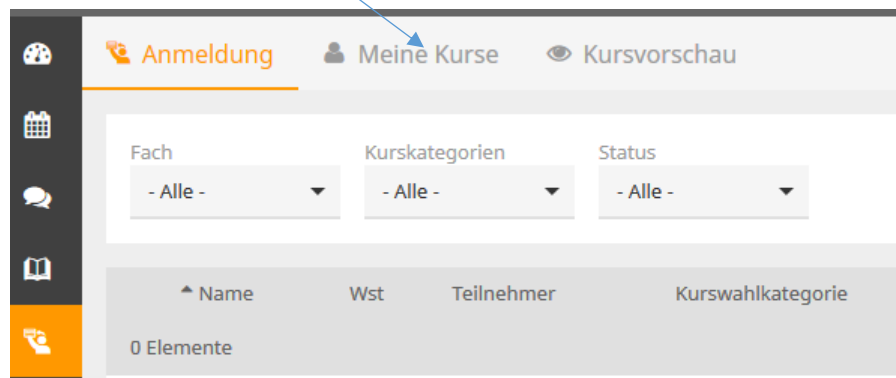 Anmeldung Meine Kurse Kursvorschau
Fach Kurskategorien Status
- Alle - - Alle - - Alle -
Name Wst Teilnehmer Kurswahlkategorie
0 Elemente